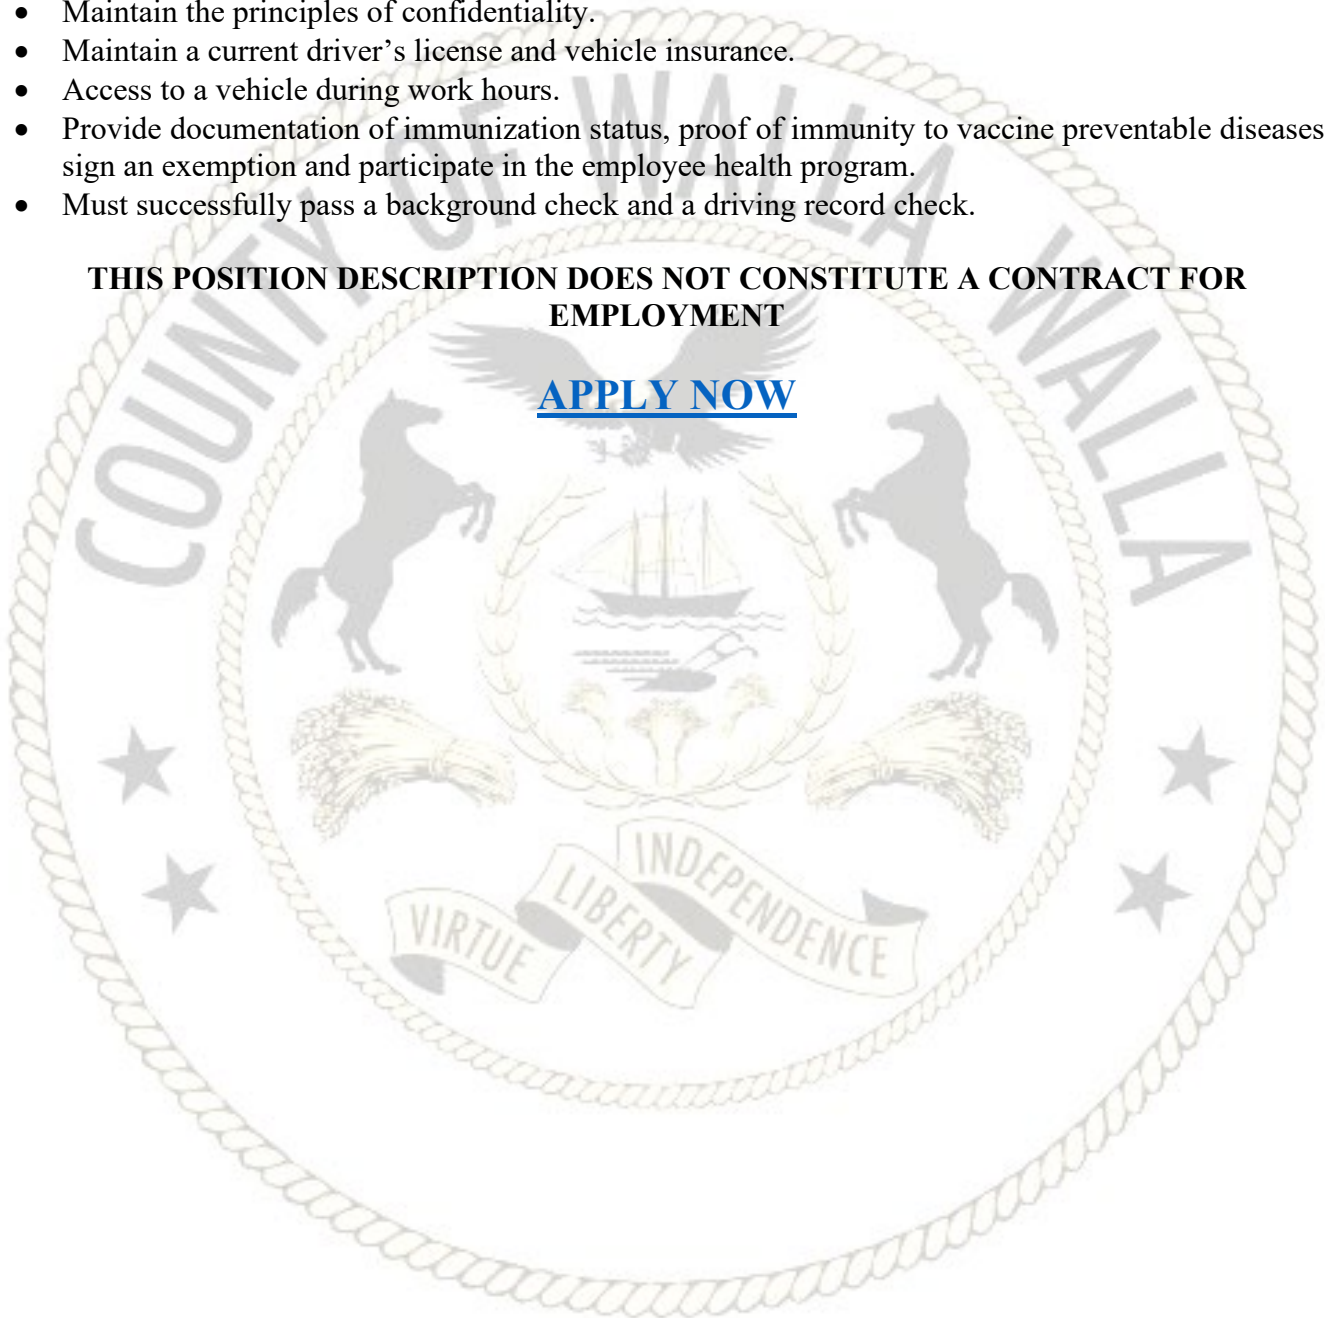 • Maintain the principles of confidentiality.
• Maintain a current driver’s license and vehicle insurance.
• Access to a vehicle during work hours.
• Provide documentation of immunization status, proof of immunity to vaccine preventable diseases
sign an exemption and participate in the employee health program.
• Must successfully pass a background check and a driving record check.
THIS POSITION DESCRIPTION DOES NOT CONSTITUTE A CONTRACT FOR
EMPLOYMENT
APPLY NOW
COUNTY OF WALLA WALLA
VIRTUE LIBERTY INDEPENDENCE